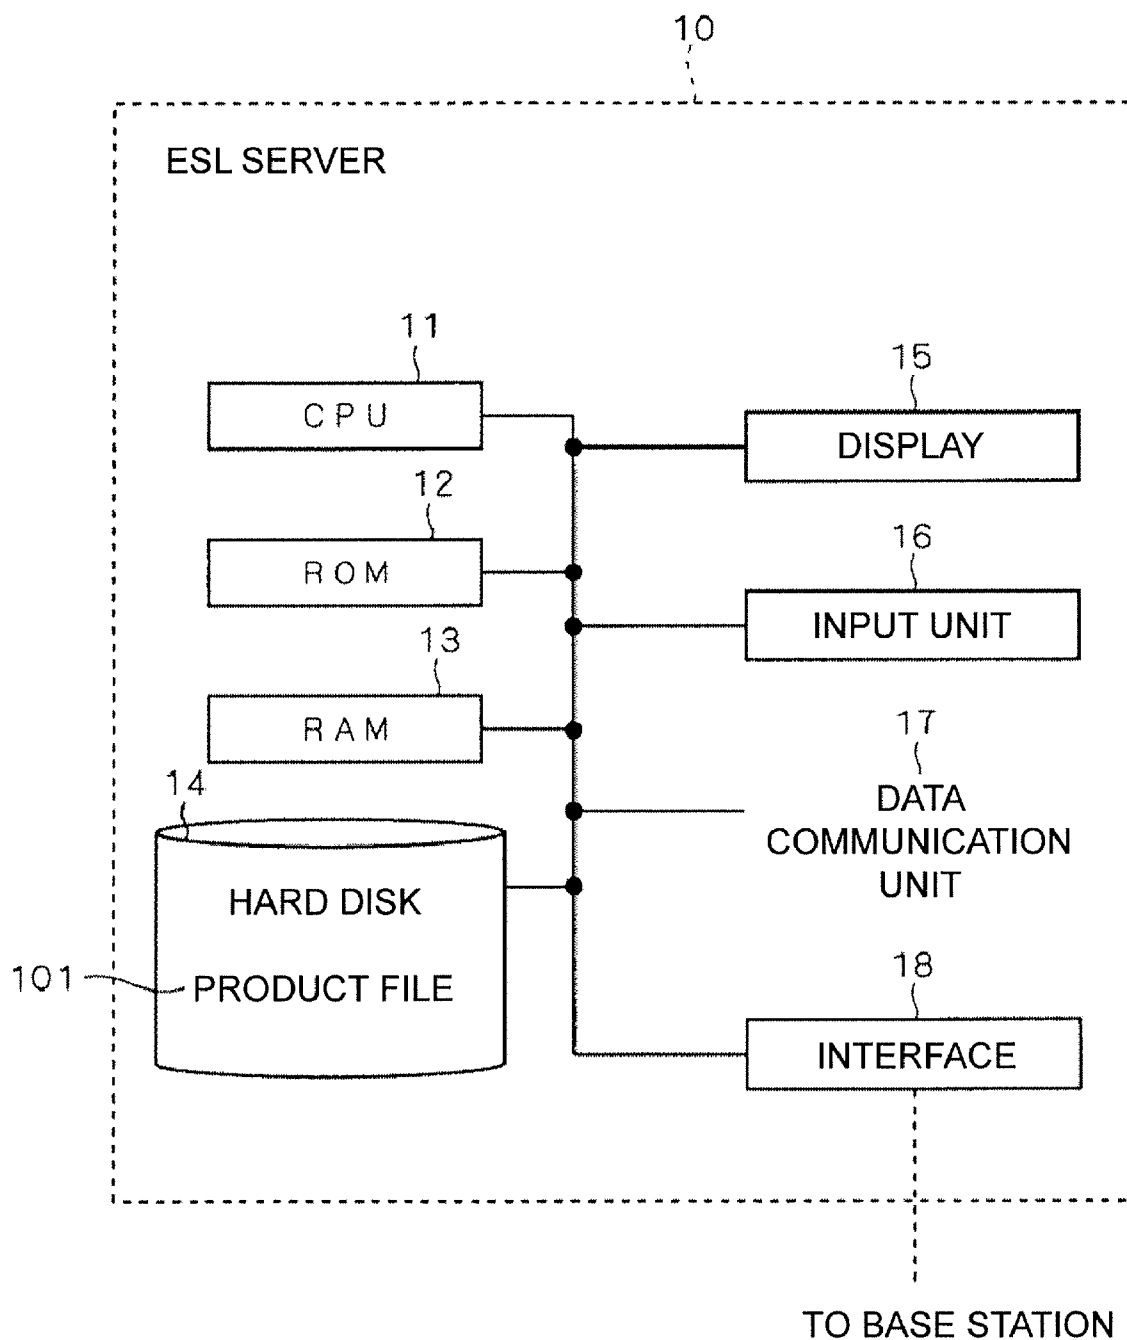 10
ESL SERVER
11
CPU
12
ROM
13
RAM
14
HARD DISK
101
PRODUCT FILE
15
DISPLAY
16
INPUT UNIT
17
DATA
COMMUNICATION
UNIT
18
INTERFACE
TO BASE STATION